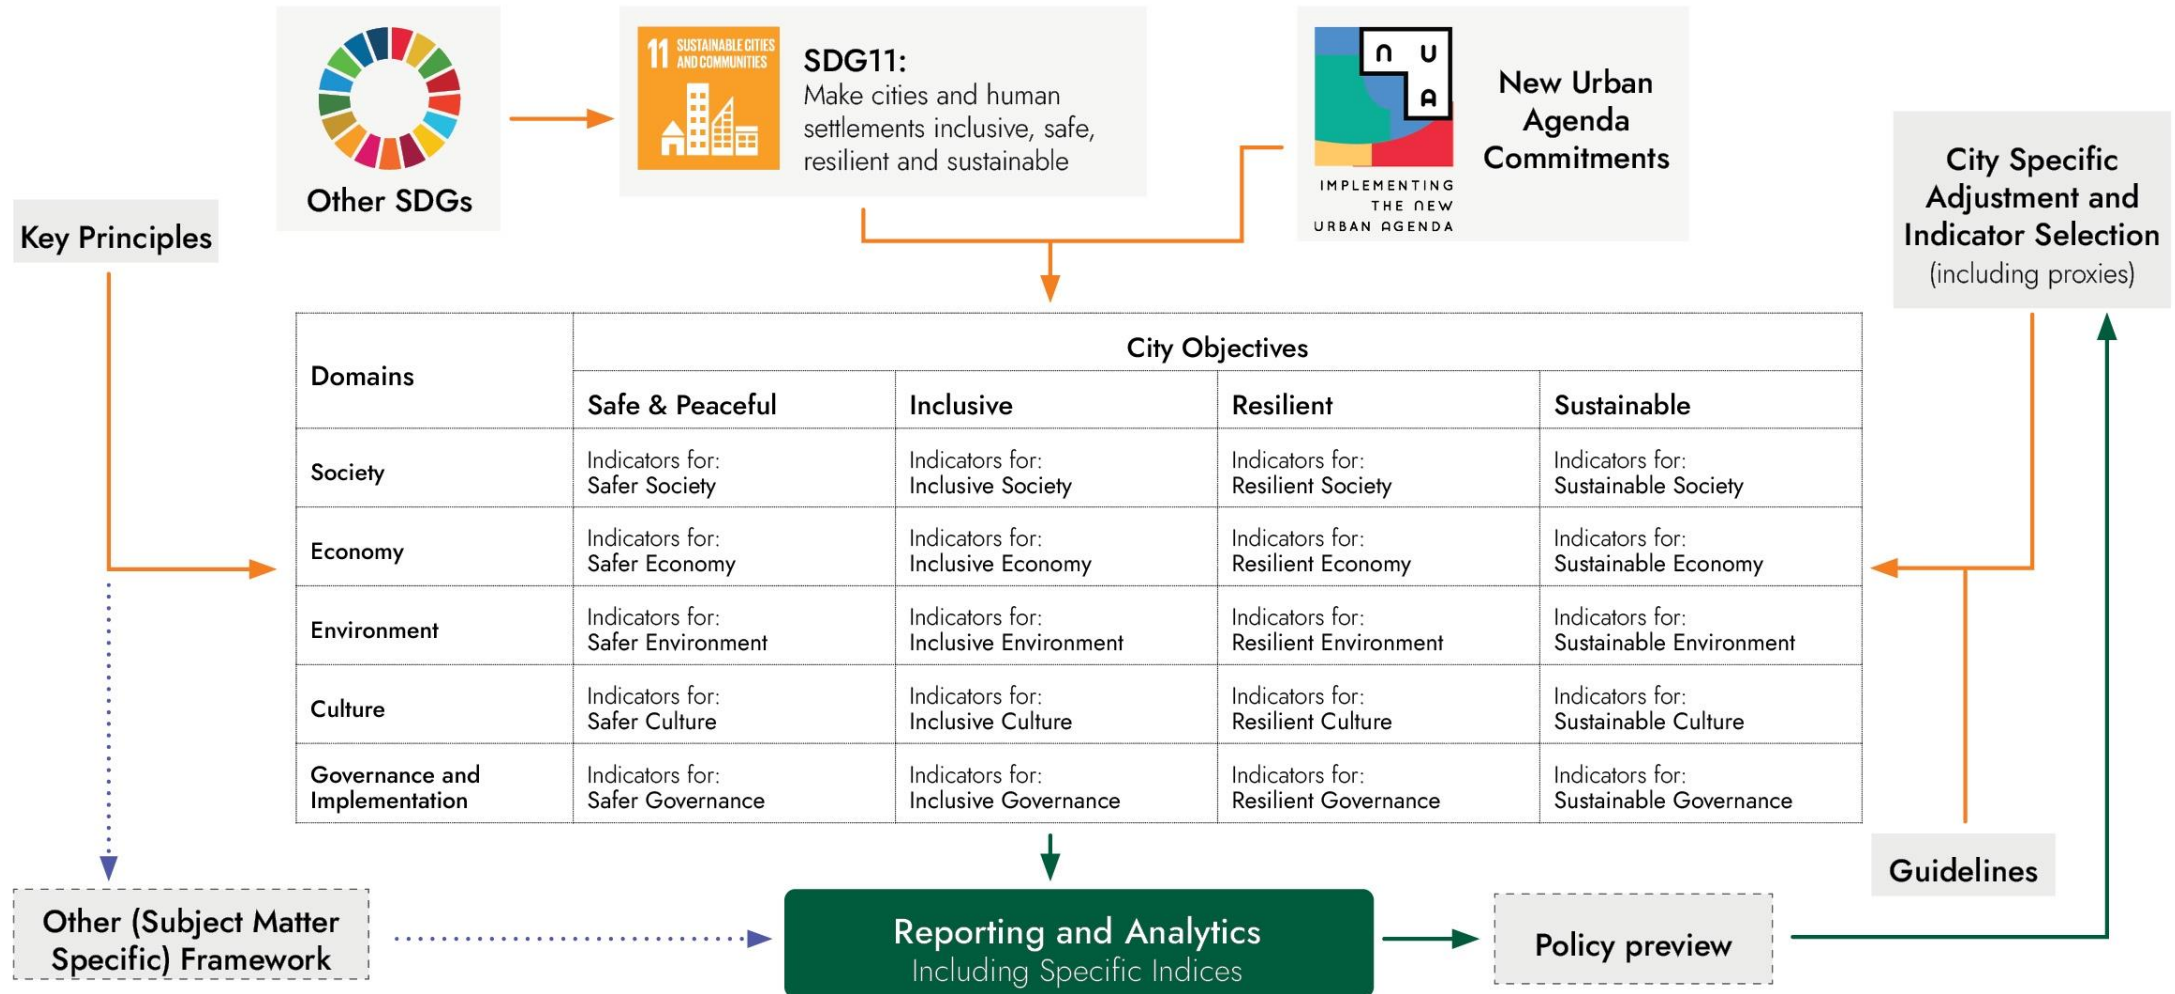 11 SUSTAINABLE CITIES
AND COMMUNITIES
SDG11:
Make cities and human
settlements inclusive, safe,
resilient and sustainable
Other SDGs
n U
A
IMPLEMENTING
THE NEW
URBAN AGENDA
New Urban
Agenda
Commitments
Key Principles
City Specific
Adjustment and
Indicator Selection
(including proxies)
Domains
City Objectives
Safe & Peaceful
Inclusive
Resilient
Sustainable
Society
Indicators for:
Safer Society
Indicators for:
Inclusive Society
Indicators for:
Resilient Society
Indicators for:
Sustainable Society
Economy
Indicators for:
Safer Economy
Indicators for:
Inclusive Economy
Indicators for:
Resilient Economy
Indicators for:
Sustainable Economy
Environment
Indicators for:
Safer Environment
Indicators for:
Inclusive Environment
Indicators for:
Resilient Environment
Indicators for:
Sustainable Environment
Culture
Indicators for:
Safer Culture
Indicators for:
Inclusive Culture
Indicators for:
Resilient Culture
Indicators for:
Sustainable Culture
Governance and
Implementation
Indicators for:
Safer Governance
Indicators for:
Inclusive Governance
Indicators for:
Resilient Governance
Indicators for:
Sustainable Governance
Guidelines
Other (Subject Matter
Specific) Framework
Reporting and Analytics
Including Specific Indices
Policy preview